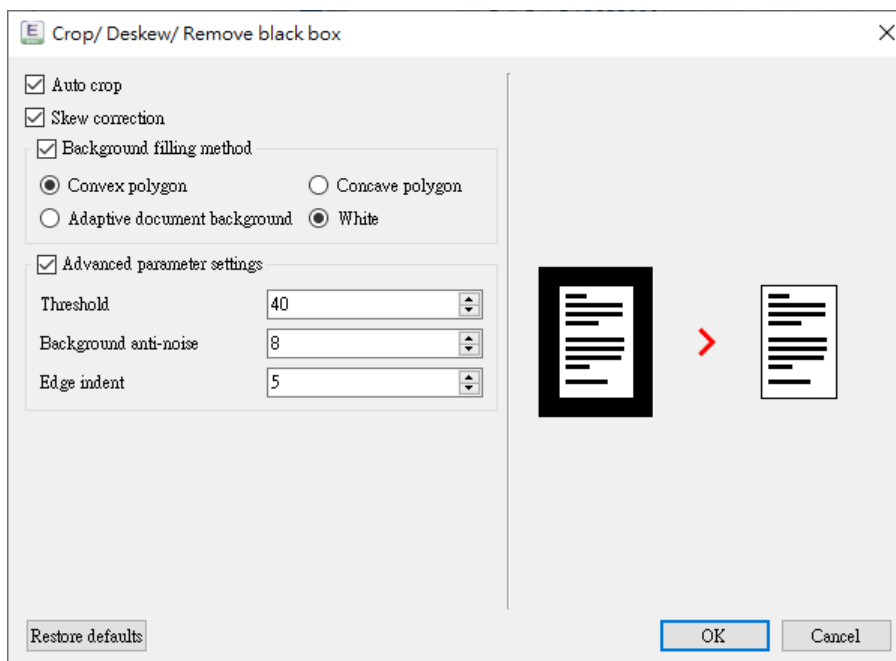 E Crop/ Deskew/ Remove black box
Auto crop
Skew correction
Background filling method
Convex polygon Concave polygon
Adaptive document background White
Advanced parameter settings
Threshold 40
Background anti-noise 8
Edge indent 5
Restore defaults OK Cancel